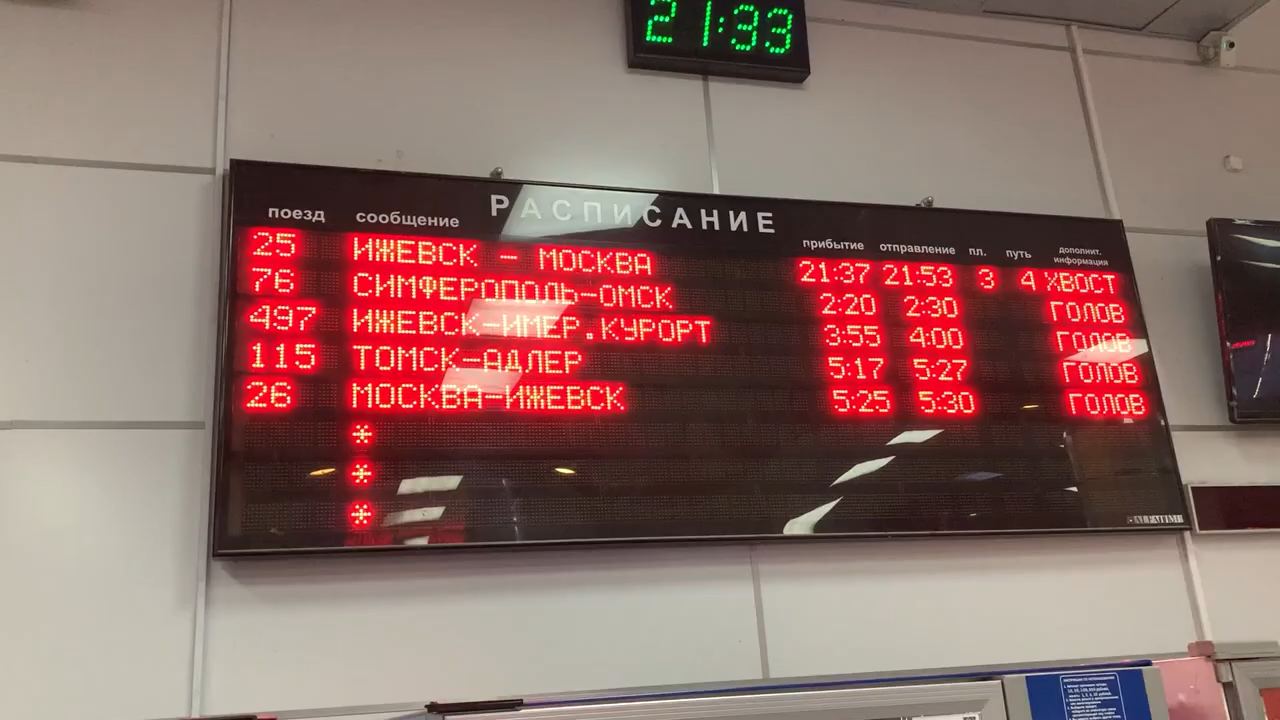 21:33
РАСПИСАНИЕ
поезд сообщение прибытие отправление пл. путь дополнит. информация
25 ИЖЕВСК - МОСКВА 21:37 21:53 3 4 ХВОСТ
76 СИМФЕРОПОЛЬ-ОМСК 2:20 2:30 ГОЛОВ
497 ИЖЕВСК-ИМЕР.КУРОРТ 3:55 4:00 ГОЛОВ
115 ТОМСК-АДЛЕР 5:17 5:27 ГОЛОВ
26 МОСКВА-ИЖЕВСК 5:25 5:30 ГОЛОВ
*
*
*
ALFATIME